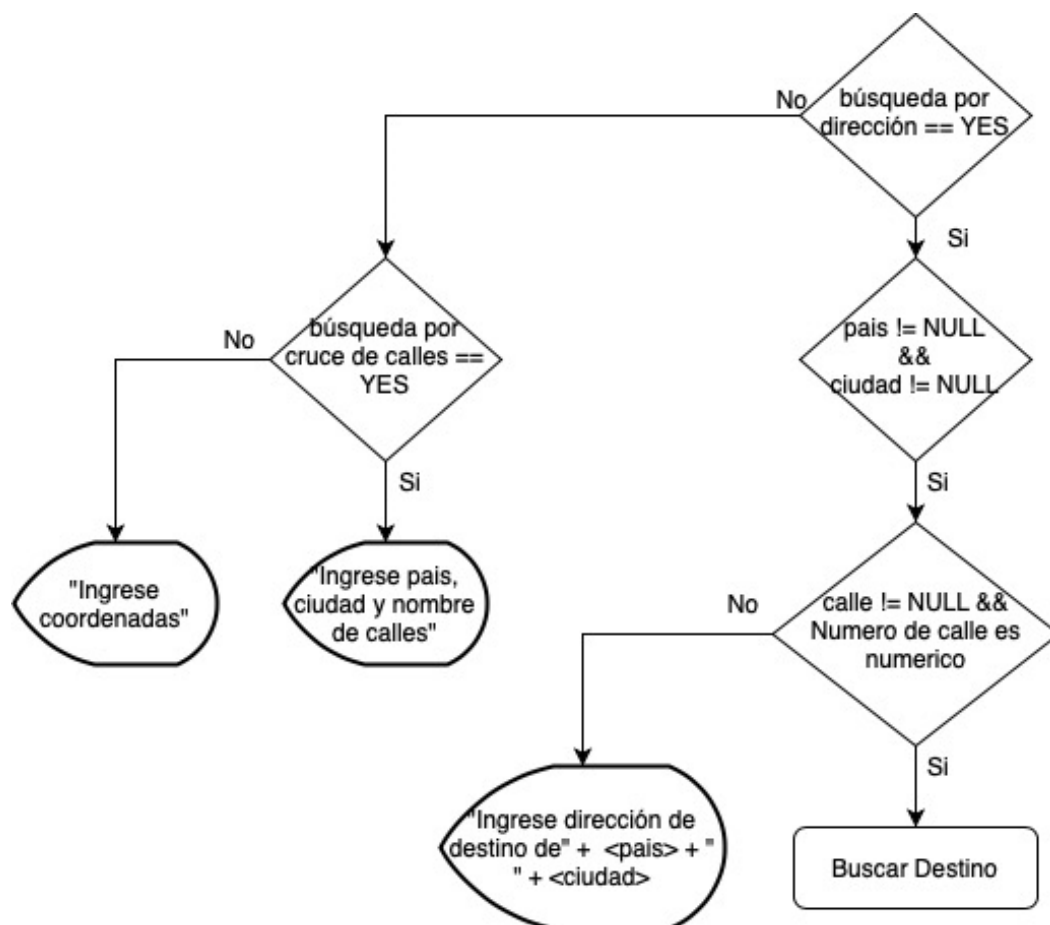 No
búsqueda por
dirección == YES
Si
No
búsqueda por
cruce de calles ==
YES
pais != NULL
&&
ciudad != NULL
Si
Si
"Ingrese
coordenadas"
"Ingrese pais,
ciudad y nombre
de calles"
No
calle != NULL &&
Numero de calle es
numerico
Si
"Ingrese dirección de
destino de" + <pais> + "
" + <ciudad>
Buscar Destino